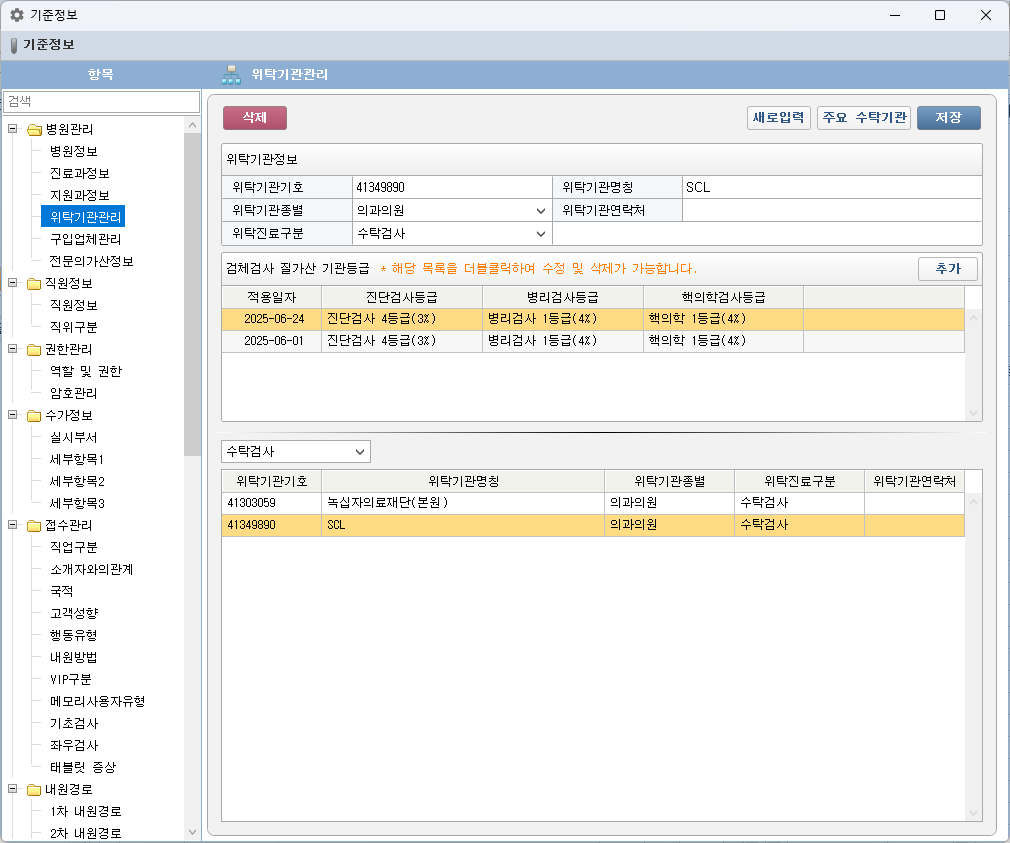 기준정보
기준정보
항목
위탁기관관리
검색
병원관리
병원정보
진료과정보
지원과정보
위탁기관관리
구입업체관리
전문의가산정보
직원정보
직원정보
직위구분
권한관리
역할 및 권한
암호관리
수가정보
실시부서
세부항목1
세부항목2
세부항목3
접수관리
직업구분
소개자와의관계
국적
고객성향
행동유형
내원방법
VIP구분
메모리사용자유형
기초검사
좌우검사
태블릿 증상
내원경로
1차 내원경로
2차 내원경로
삭제 새로입력 주요 수탁기관 저장
위탁기관정보
위탁기관기호 41349890 위탁기관명칭 SCL
위탁기관종별 의과의원 위탁기관연락처
위탁진료구분 수탁검사
검체검사 질가산 기관등급 * 해당 목록을 더블클릭하여 수정 및 삭제가 가능합니다. 추가
적용일자 진단검사등급 병리검사등급 핵의학검사등급
2025-06-24 진단검사 4등급(3%) 병리검사 1등급(4%) 핵의학 1등급(4%)
2025-06-01 진단검사 4등급(3%) 병리검사 1등급(4%) 핵의학 1등급(4%)
수탁검사
위탁기관기호 위탁기관명칭 위탁기관종별 위탁진료구분 위탁기관연락처
41303059 녹십자의료재단(본원) 의과의원 수탁검사
41349890 SCL 의과의원 수탁검사